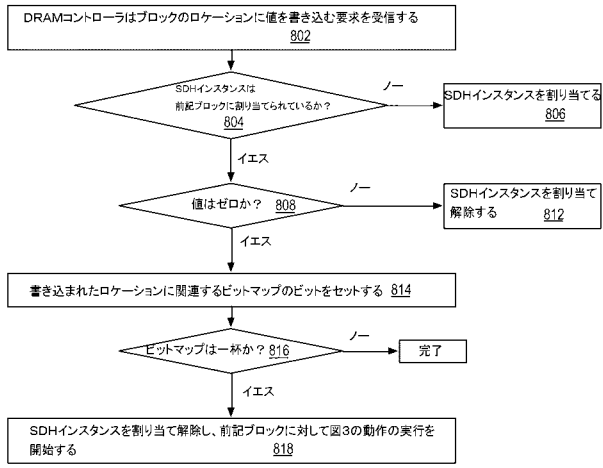 DRAMコントローラはブロックのロケーションに値を書き込む要求を受信する
802
SDHインスタンスは
前記ブロックに割り当てられているか？
804
ノー
SDHインスタンスを割り当てる
806
イエス
値はゼロか？ 808
ノー
SDHインスタンスを割り当て
解除する 812
イエス
書き込まれたロケーションに関連するビットマップのビットをセットする 814
ビットマップは一杯か？ 816
ノー
完了
イエス
SDHインスタンスを割り当て解除し、前記ブロックに対して図3の動作の実行を
開始する 818